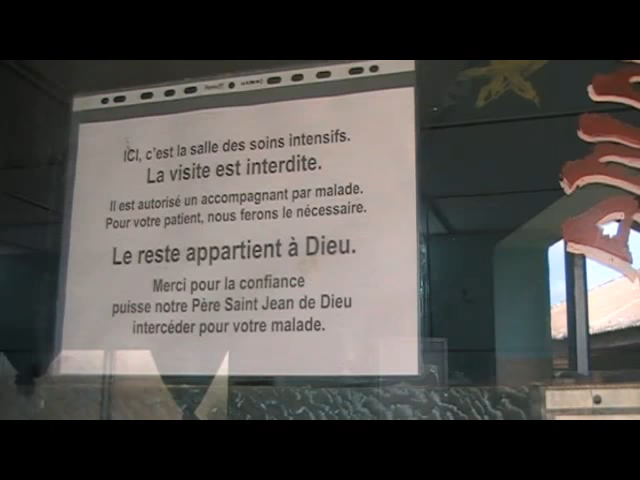 ICI, c'est la salle des soins intensifs.
La visite est interdite.
Il est autorisé un accompagnant par malade.
Pour votre patient, nous ferons le nécessaire.
Le reste appartient à Dieu.
Merci pour la confiance
puisse notre Père Saint Jean de Dieu
intercéder pour votre malade.